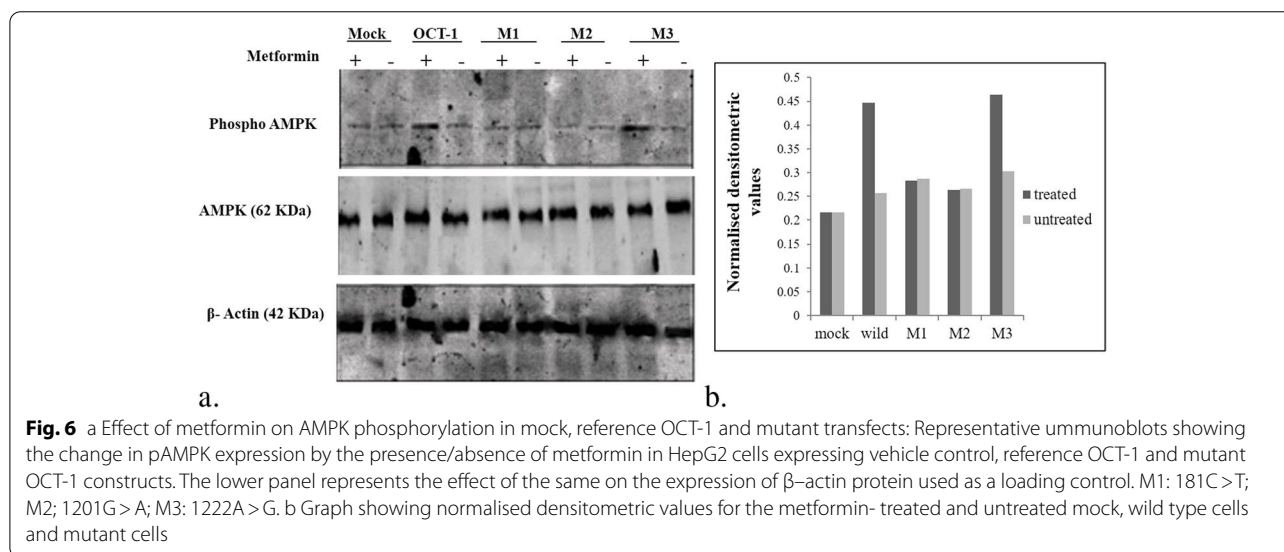 Mock OCT-1 M1 M2 M3
Metformin + - + - + - + - + -
Phospho AMPK
AMPK (62 KDa)
β- Actin (42 KDa)
a.
Normalised densitometric
values
0.5
0.45
0.4
0.35
0.3
0.25
0.2
0.15
0.1
0.05
0
mock wild M1 M2 M3
treated
untreated
b.
Fig. 6 a Effect of metformin on AMPK phosphorylation in mock, reference OCT-1 and mutant transfects: Representative ummunoblots showing
the change in pAMPK expression by the presence/absence of metformin in HepG2 cells expressing vehicle control, reference OCT-1 and mutant
OCT-1 constructs. The lower panel represents the effect of the same on the expression of β–actin protein used as a loading control. M1: 181C > T;
M2; 1201G > A; M3: 1222A > G. b Graph showing normalised densitometric values for the metformin- treated and untreated mock, wild type cells
and mutant cells